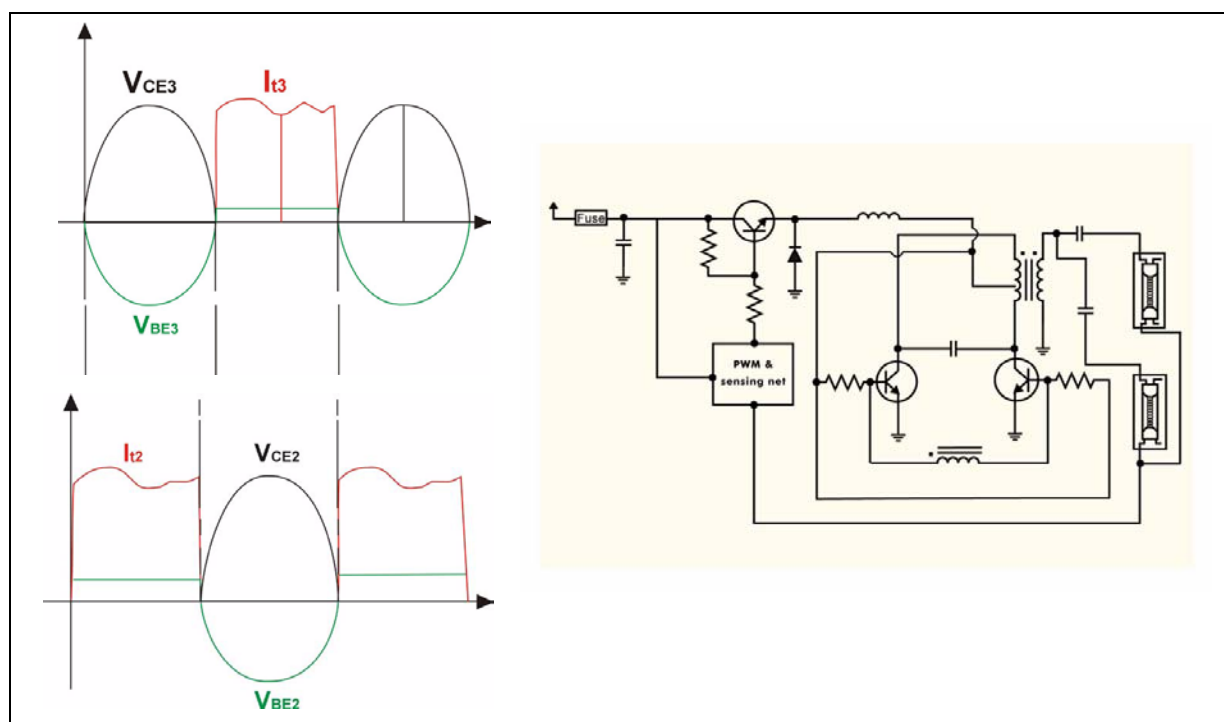 VCE3
It3
VBE3
It2
VCE2
VBE2
Fuse
PWM &
sensing net